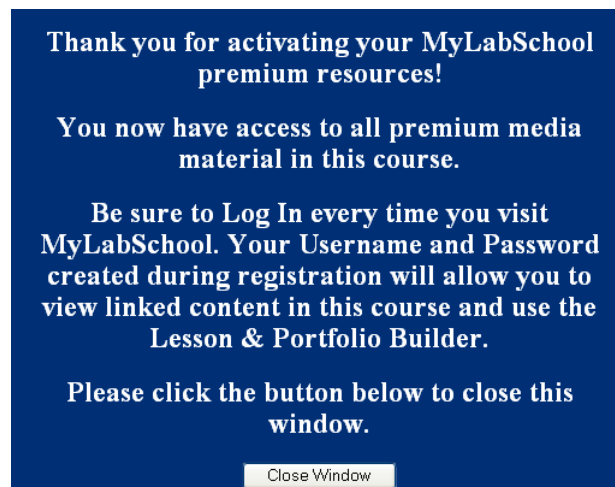 Thank you for activating your MyLabSchool
premium resources!
You now have access to all premium media
material in this course.
Be sure to Log In every time you visit
MyLabSchool. Your Username and Password
created during registration will allow you to
view linked content in this course and use the
Lesson & Portfolio Builder.
Please click the button below to close this
window.
Close Window